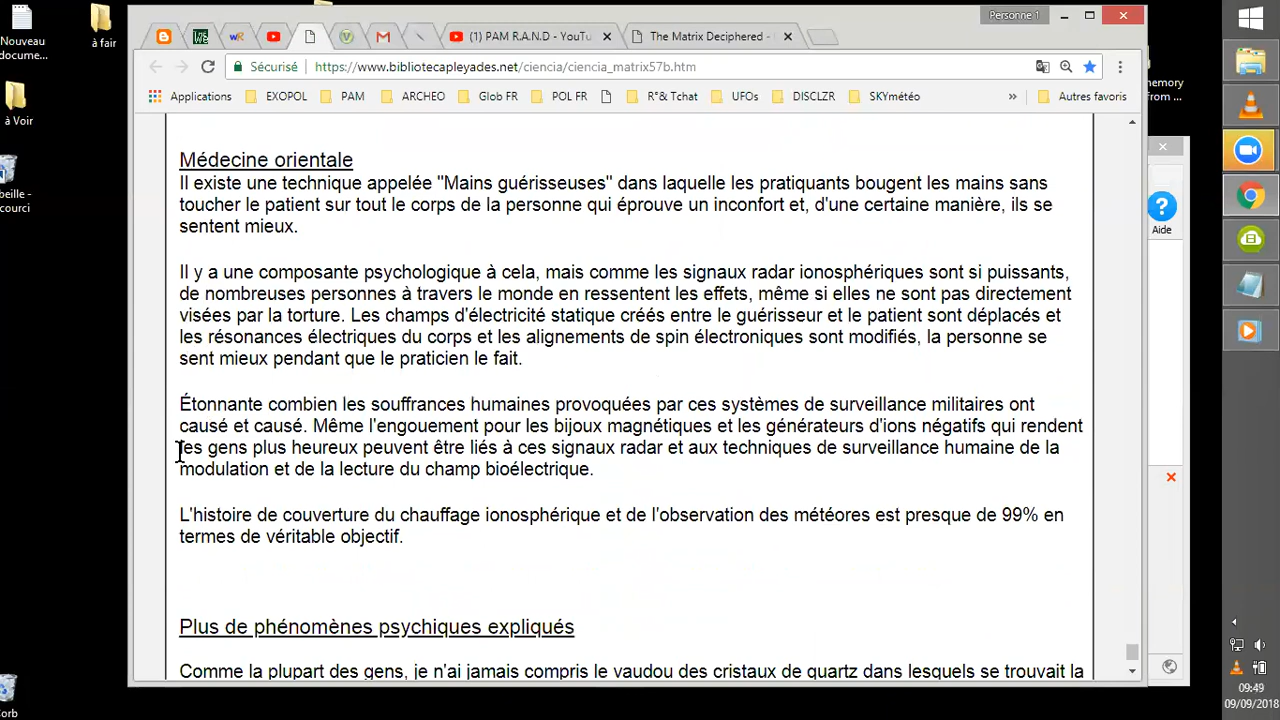 Nouveau
docume...
à fair
à Voir
beille -
courci
Corb
Personne 1
(1) PAM R.A.N.D - YouTu
The Matrix Deciphered -
Sécurisé
https://www.bibliotecapleyades.net/ciencia/ciencia_matrix57b.htm
Applications
EXOPOL
PAM
ARCHEO
Glob FR
POL FR
R°& Tchat
UFOs
DISCLZR
SKYmétéo
»
Autres favoris
Médecine orientale
Il existe une technique appelée "Mains guérisseuses" dans laquelle les pratiquants bougent les mains sans
toucher le patient sur tout le corps de la personne qui éprouve un inconfort et, d'une certaine manière, ils se
sentent mieux.
Il y a une composante psychologique à cela, mais comme les signaux radar ionosphériques sont si puissants,
de nombreuses personnes à travers le monde en ressentent les effets, même si elles ne sont pas directement
visées par la torture. Les champs d'électricité statique créés entre le guérisseur et le patient sont déplacés et
les résonances électriques du corps et les alignements de spin électroniques sont modifiés, la personne se
sent mieux pendant que le praticien le fait.
Étonnante combien les souffrances humaines provoquées par ces systèmes de surveillance militaires ont
causé et causé. Même l'engouement pour les bijoux magnétiques et les générateurs d'ions négatifs qui rendent
les gens plus heureux peuvent être liés à ces signaux radar et aux techniques de surveillance humaine de la
modulation et de la lecture du champ bioélectrique.
L'histoire de couverture du chauffage ionosphérique et de l'observation des météores est presque de 99% en
termes de véritable objectif.
Plus de phénomènes psychiques expliqués
Comme la plupart des gens, je n'ai jamais compris le vaudou des cristaux de quartz dans lesquels se trouvait la
memory
from ...
Aide
09:49
09/09/2018